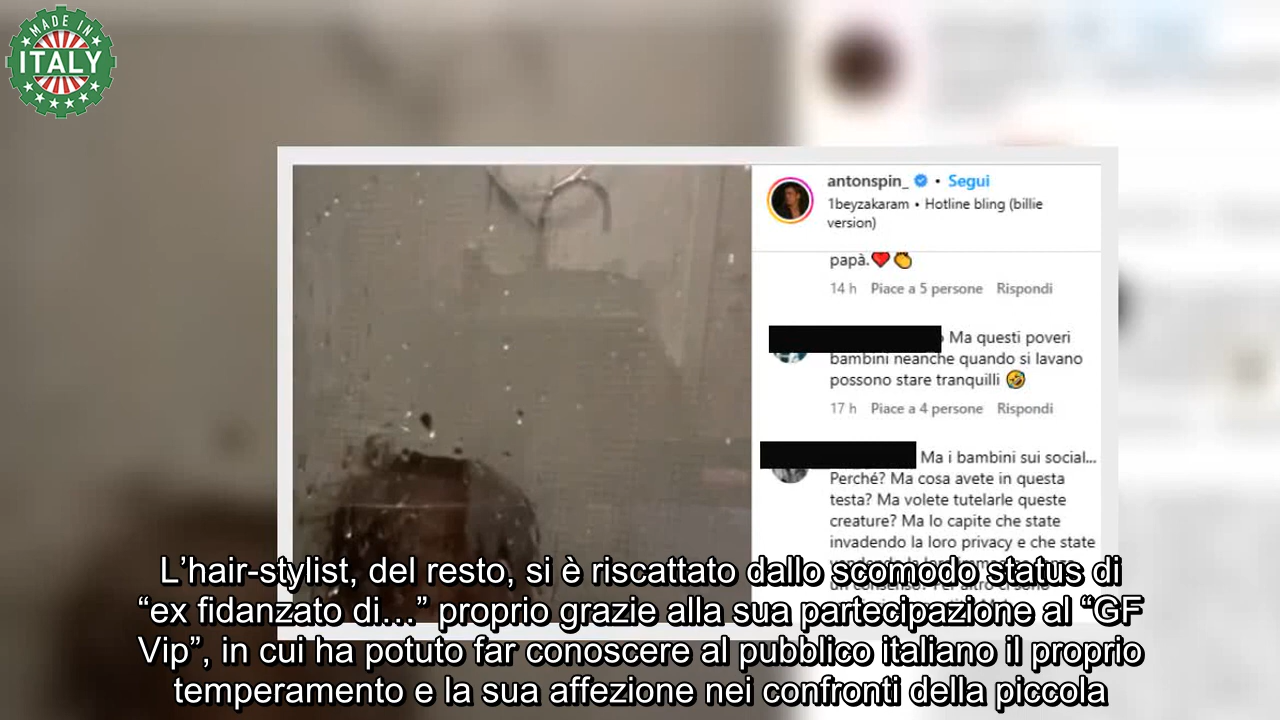 MADE IN
ITALY
antonspin_ • Segui
1beyzakaram • Hotline bling (billie
version)
papà.❤️👏
14 h Piace a 5 persone Rispondi
Ma questi poveri
bambini neanche quando si lavano
possono stare tranquilli 🤣
17 h Piace a 4 persone Rispondi
Ma i bambini sui social...
Perché? Ma cosa avete in questa
testa? Ma volete tutelarle queste
creature? Ma lo capite che state
invadendo la loro privacy e che state
L’hair-stylist, del resto, si è riscattato dallo scomodo status di
“ex fidanzato di...” proprio grazie alla sua partecipazione al “GF
Vip”, in cui ha potuto far conoscere al pubblico italiano il proprio
temperamento e la sua affezione nei confronti della piccola